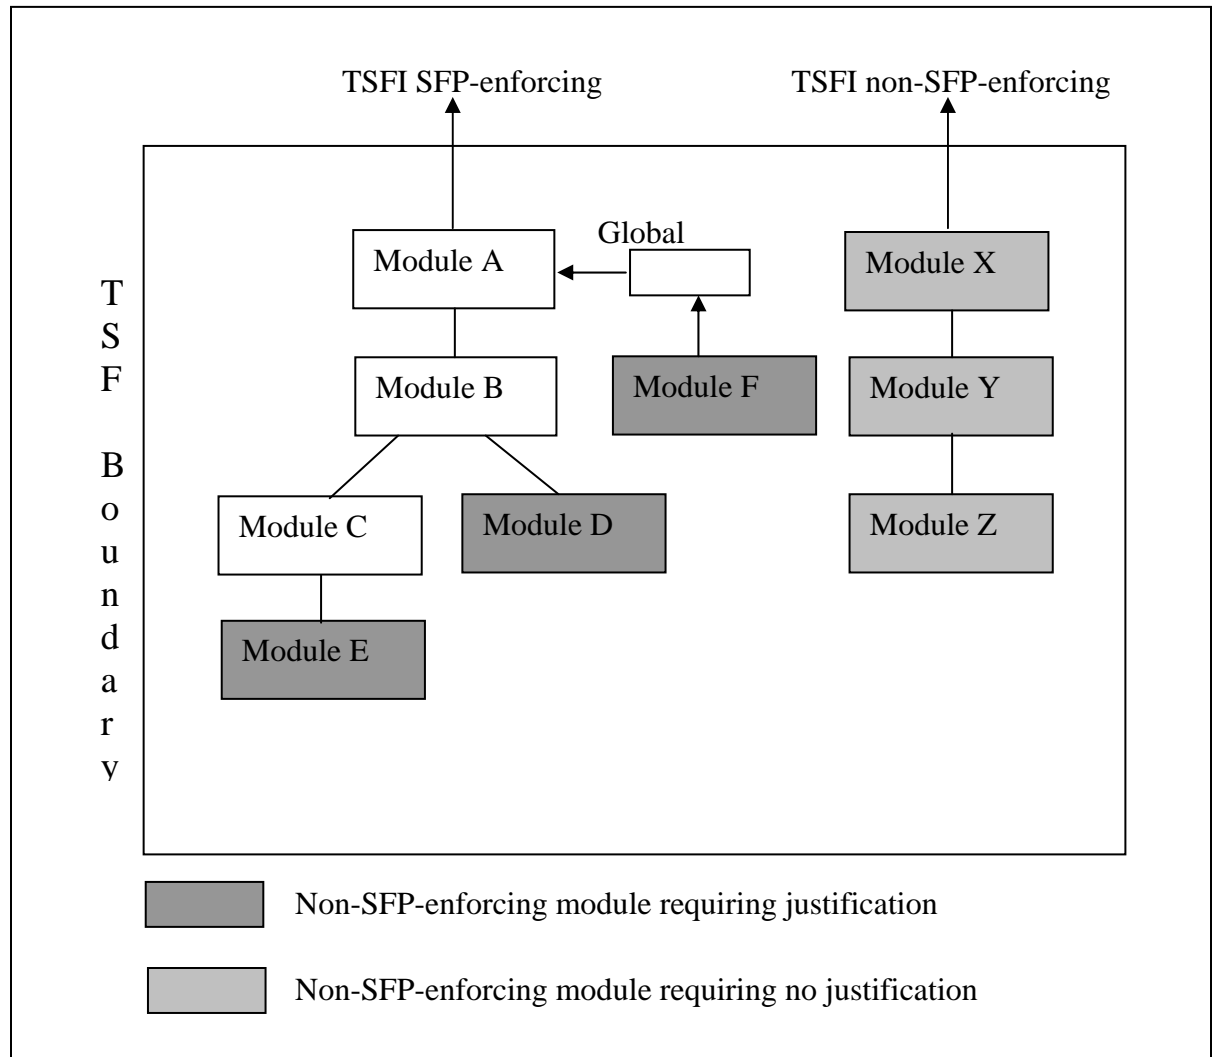 TSFI SFP-enforcing
TSFI non-SFP-enforcing
Global
Module A
Module X
Module B
Module F
Module Y
Module C
Module D
Module Z
Module E
T
S
F
B
o
u
n
d
a
r
y
Non-SFP-enforcing module requiring justification
Non-SFP-enforcing module requiring no justification